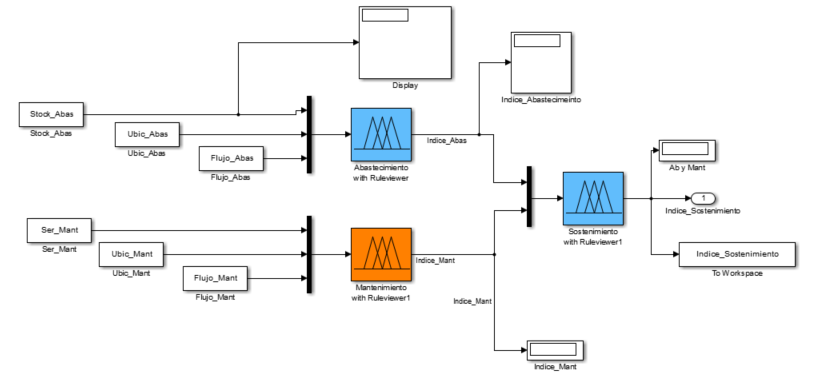 Display
Indice_Abastecimeinto
Stock_Abas
Stock_Abas
Ubic_Abas
Ubic_Abas
Flujo_Abas
Flujo_Abas
Abastecimiento
with Ruleviewer
Indice_Abas
Ab y Mant
1
Indice_Sostenimiento
Sostenimiento
with Ruleviewer1
Indice_Sostenimiento
To Workspace
Ser_Mant
Ser_Mant
Ubic_Mant
Ubic_Mant
Flujo_Mant
Flujo_Mant
Mantenimiento
with Ruleviewer1
Indice_Mant
Indice_Mant
Indice_Mant